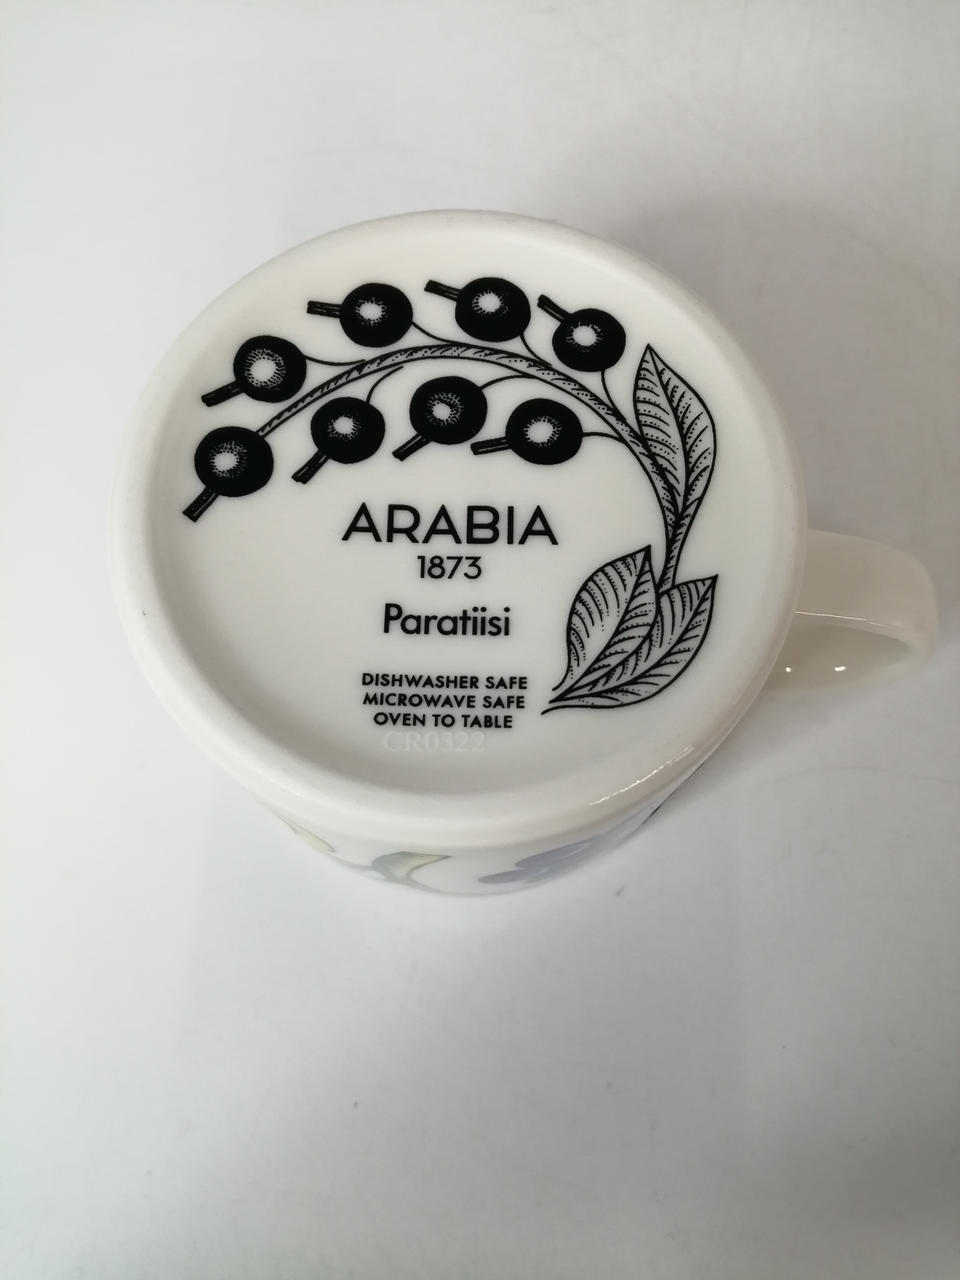 ARABIA
1873
Paratiisi
DISHWASHER SAFE
MICROWAVE SAFE
OVEN TO TABLE
CR0322